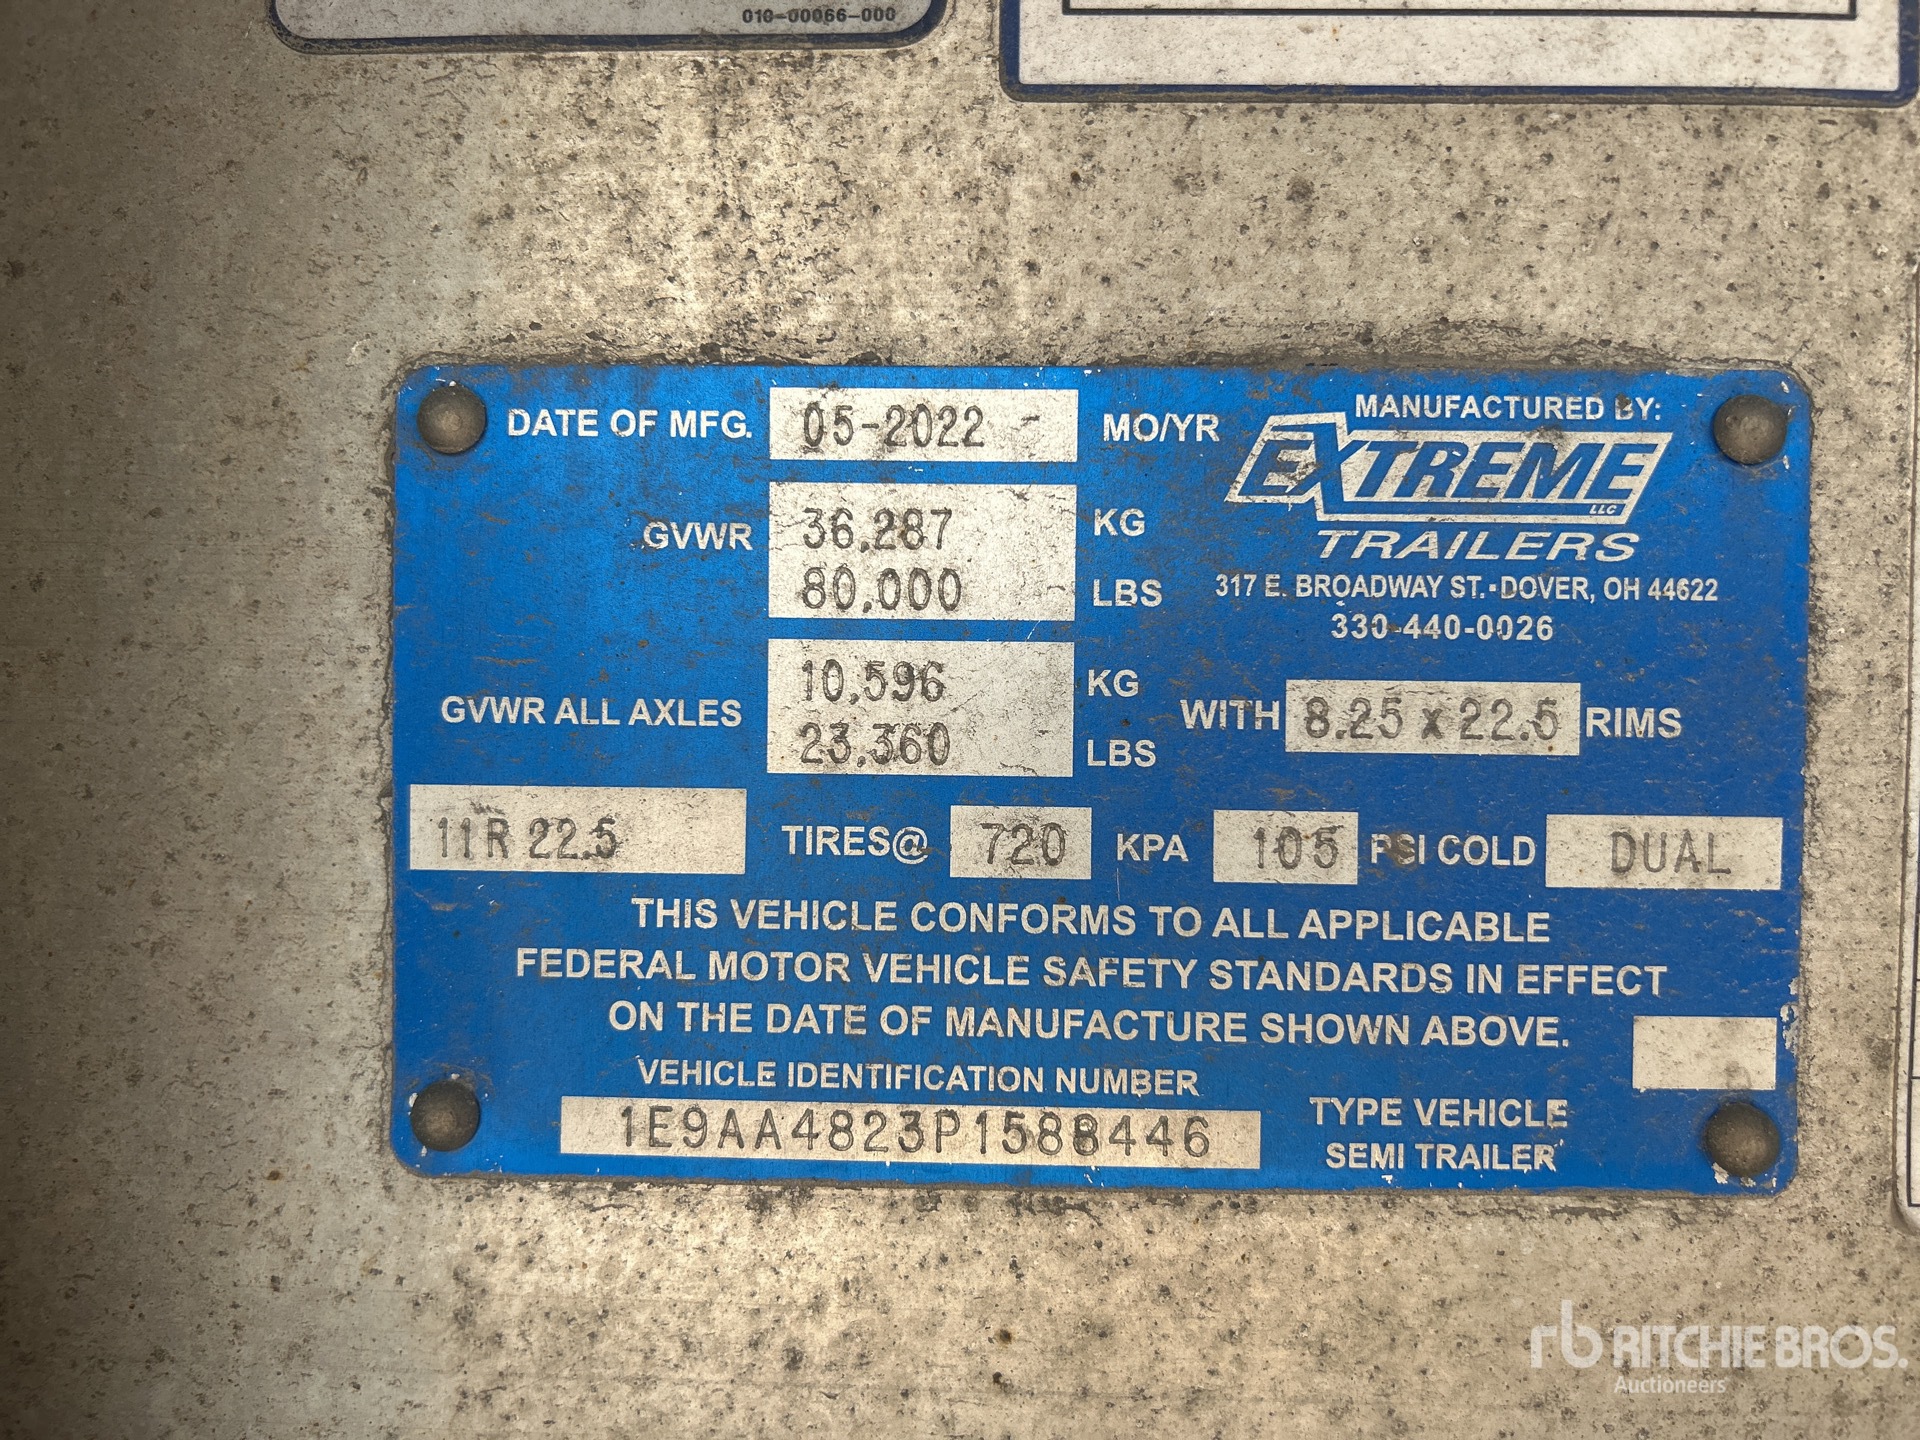 010-00066-000
DATE OF MFG. 05-2022 - MO/YR
MANUFACTURED BY:
EXTREME LLC
TRAILERS
317 E. BROADWAY ST. • DOVER, OH 44622
330-440-0026
GVWR 36,287 KG
80,000 LBS
GVWR ALL AXLES 10,596 KG
23,360 LBS
WITH 8.25 x 22.5 RIMS
11R 22.5 TIRES@ 720 KPA 105 PSI COLD DUAL
THIS VEHICLE CONFORMS TO ALL APPLICABLE
FEDERAL MOTOR VEHICLE SAFETY STANDARDS IN EFFECT
ON THE DATE OF MANUFACTURE SHOWN ABOVE.
VEHICLE IDENTIFICATION NUMBER
1E9AA4823P1588446
TYPE VEHICLE
SEMI TRAILER
rb RITCHIE BROS.
Auctioneers